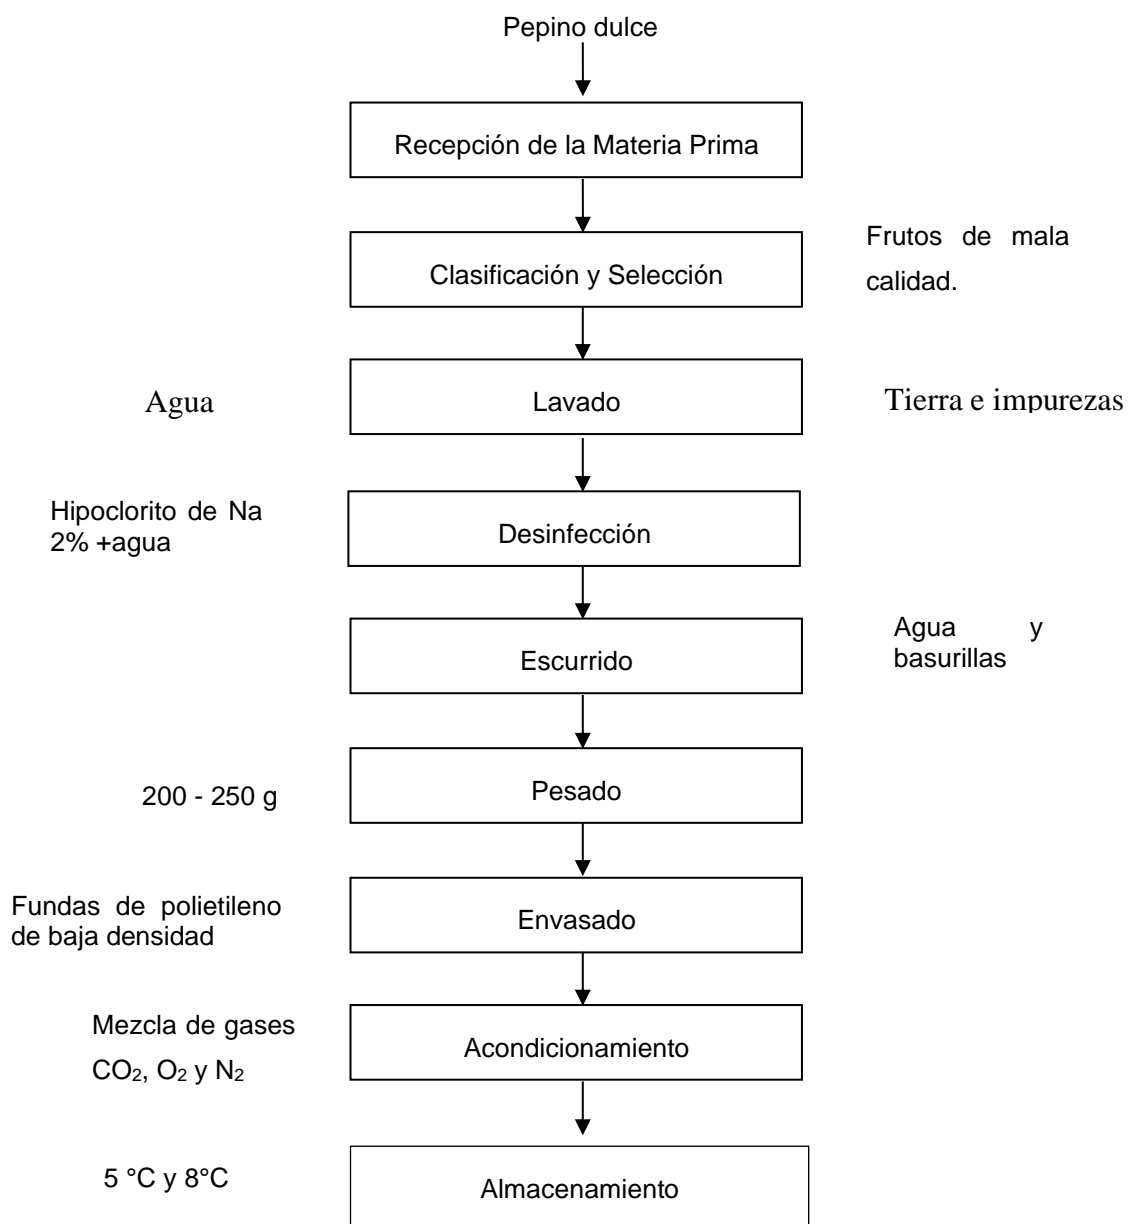 Pepino dulce
Recepción de la Materia Prima
Frutos de mala
calidad.
Clasificación y Selección
Agua
Lavado
Tierra e impurezas
Hipoclorito de Na
2% +agua
Desinfección
Agua y
basurillas
Escurrido
200 - 250 g
Pesado
Fundas de polietileno
de baja densidad
Envasado
Mezcla de gases
CO₂, O₂ y N₂
Acondicionamiento
5 °C y 8°C
Almacenamiento